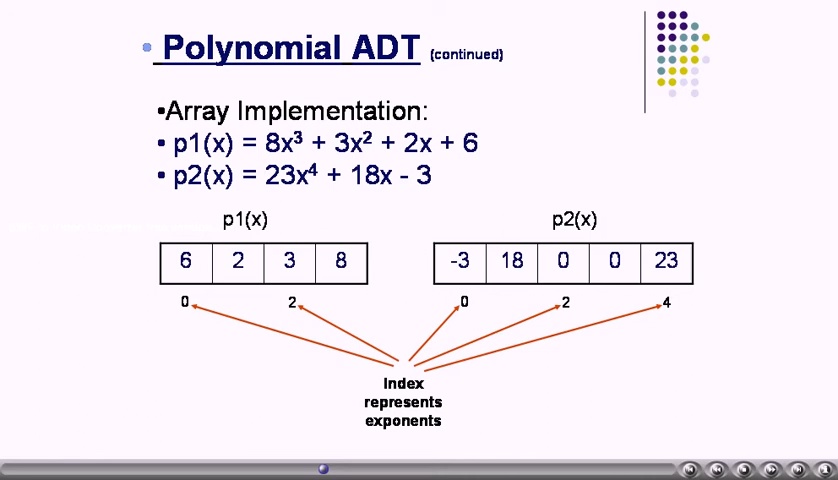 • Polynomial ADT (continued)
•Array Implementation:
• p1(x) = 8x³ + 3x² + 2x + 6
• p2(x) = 23x⁴ + 18x - 3
p1(x) p2(x)
6 2 3 8 -3 18 0 0 23
0 2 0 2 4
Index
represents
exponents